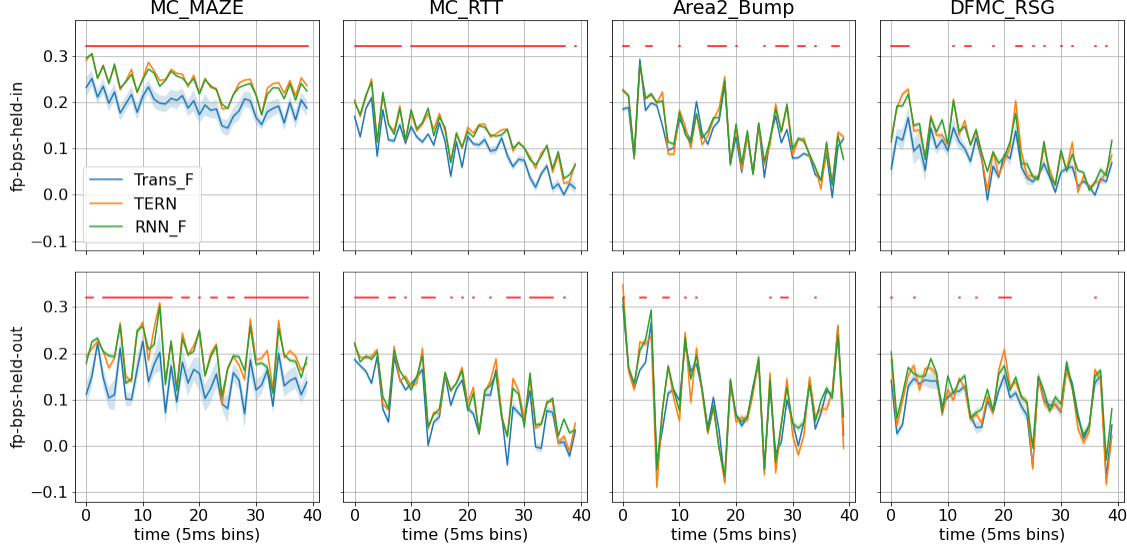 MC_MAZE MC_RTT Area2_Bump DFMC_RSG
fp-bps-held-in
0.3
0.2
0.1
0.0
−0.1
Trans_F
TERN
RNN_F
fp-bps-held-out
0.3
0.2
0.1
0.0
−0.1
0 10 20 30 40 0 10 20 30 40 0 10 20 30 40 0 10 20 30 40
time (5ms bins) time (5ms bins) time (5ms bins) time (5ms bins)